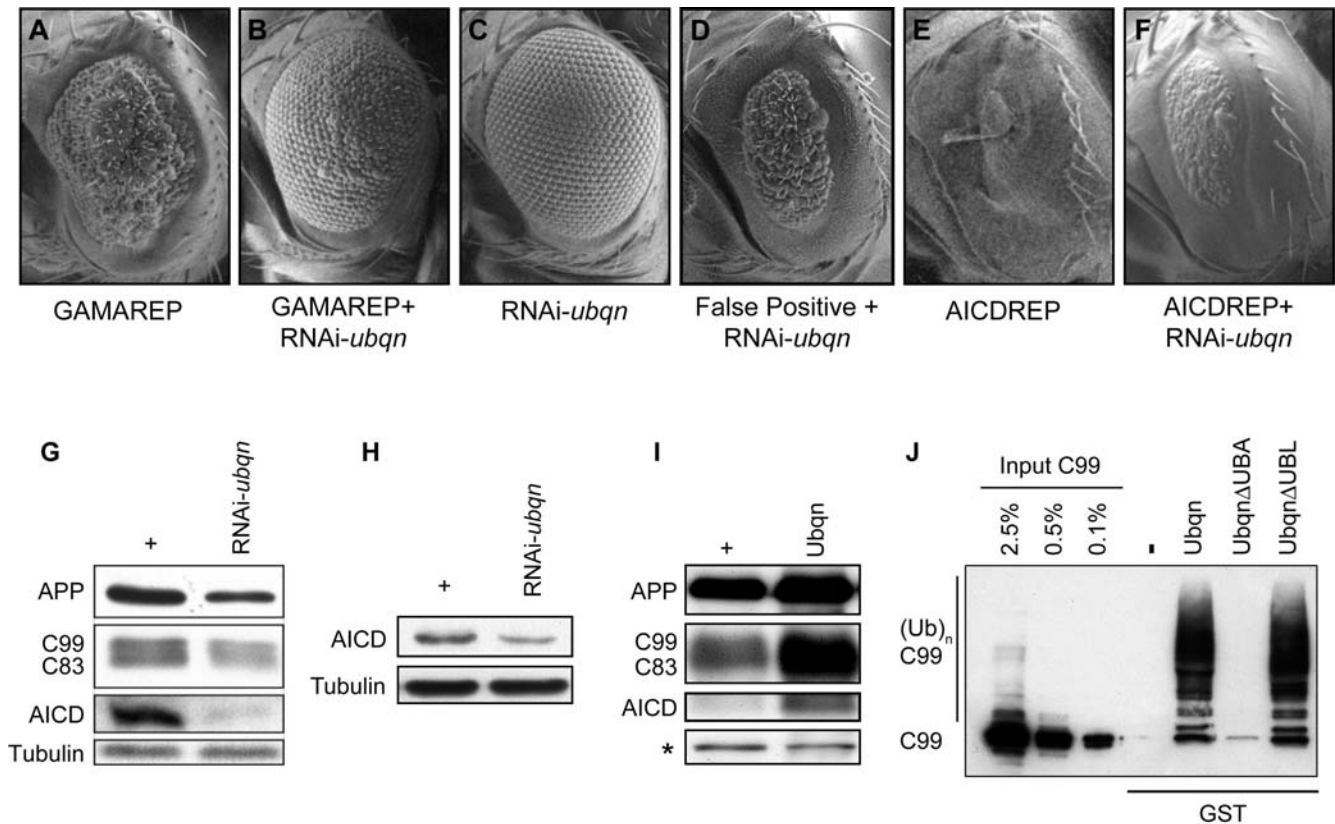 A
B
C
D
E
F
GAMAREP
GAMAREP+
RNAi-ubqn
RNAi-ubqn
False Positive +
RNAi-ubqn
AICDREP
AICDREP+
RNAi-ubqn
G
+
RNAi-ubqn
APP
C99
C83
AICD
Tubulin
H
+
RNAi-ubqn
AICD
Tubulin
I
+
Ubqn
APP
C99
C83
AICD
*
J
Input C99
2.5%
0.5%
0.1%
-
Ubqn
UbqnΔUBA
UbqnΔUBL
(Ub)n
C99
C99
GST